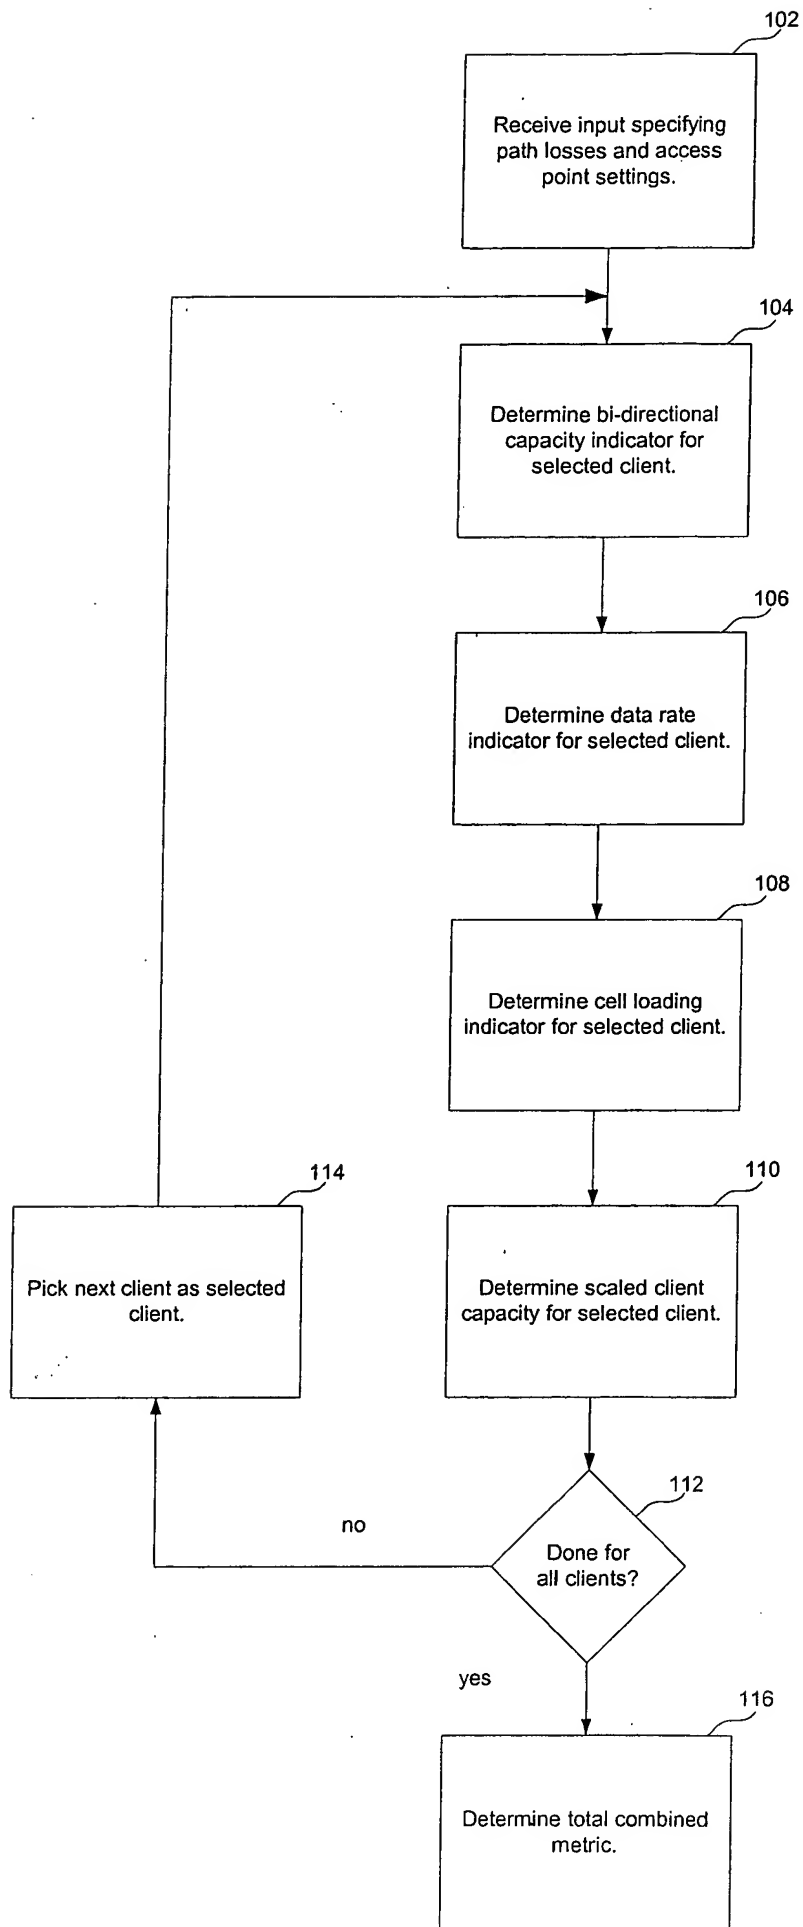 102
Receive input specifying
path losses and access
point settings.
104
Determine bi-directional
capacity indicator for
selected client.
106
Determine data rate
indicator for selected client.
108
Determine cell loading
indicator for selected client.
114
110
Pick next client as selected
client.
Determine scaled client
capacity for selected client.
112
no
Done for
all clients?
yes
116
Determine total combined
metric.